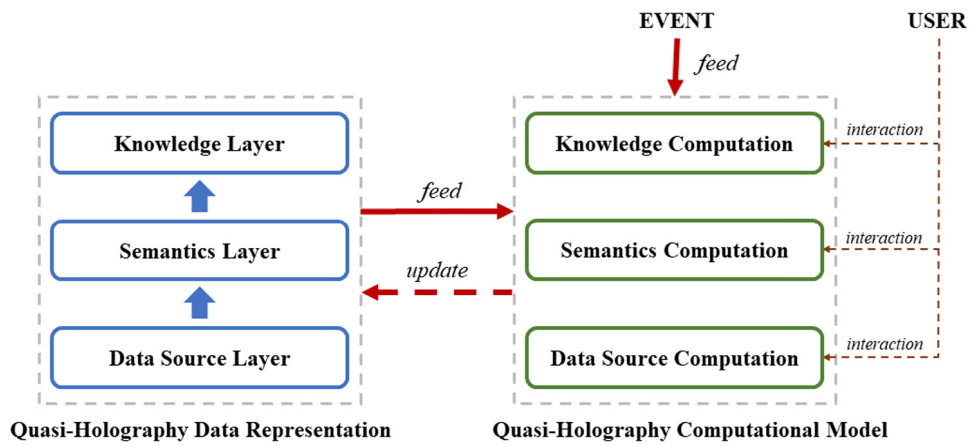 EVENT
USER
feed
Knowledge Layer
Knowledge Computation
interaction
feed
Semantics Layer
Semantics Computation
interaction
update
Data Source Layer
Data Source Computation
interaction
Quasi-Holography Data Representation
Quasi-Holography Computational Model